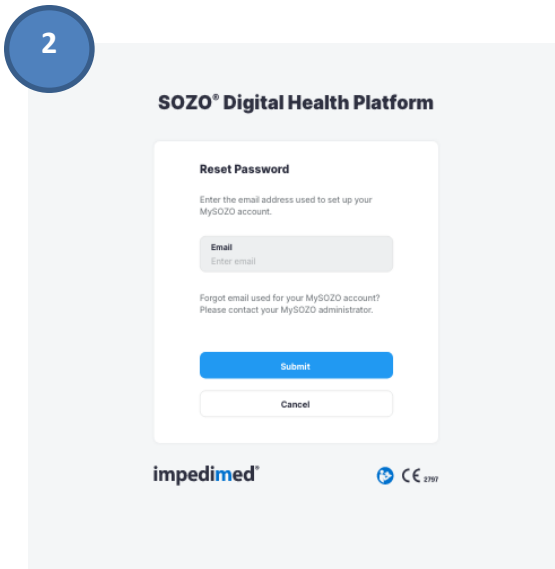 2
SOZO® Digital Health Platform
Reset Password
Enter the email address used to set up your
MySOZO account.
Email
Enter email
Forgot email used for your MySOZO account?
Please contact your MySOZO administrator.
Submit
Cancel
impedimed®
CE 2797